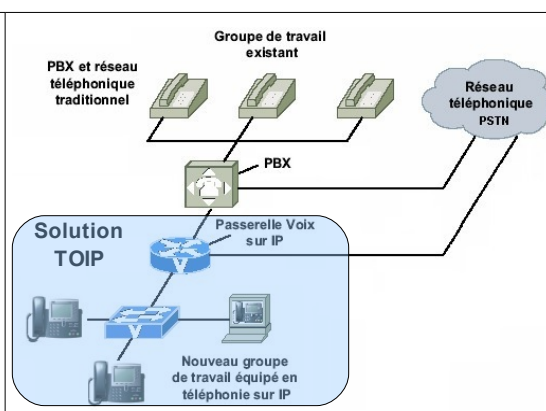 Groupe de travail
existant
PBX et réseau
téléphonique
traditionnel
Réseau
téléphonique
PSTN
PBX
Passerelle Voix
sur IP
Solution
TOIP
Nouveau groupe
de travail équipé en
téléphonie sur IP